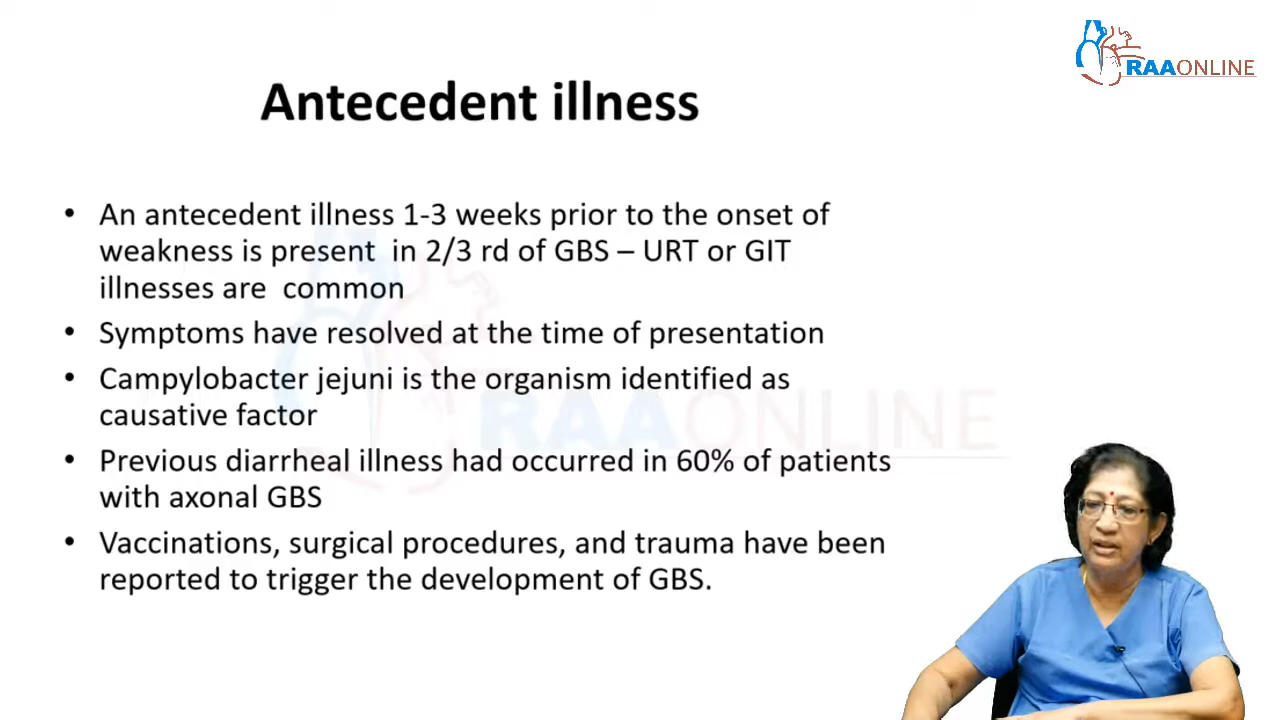 RAAONLINE
Antecedent illness
• An antecedent illness 1-3 weeks prior to the onset of
weakness is present in 2/3 rd of GBS – URT or GIT
illnesses are common
• Symptoms have resolved at the time of presentation
• Campylobacter jejuni is the organism identified as
causative factor
• Previous diarrheal illness had occurred in 60% of patients
with axonal GBS
• Vaccinations, surgical procedures, and trauma have been
reported to trigger the development of GBS.
RAAONLINE